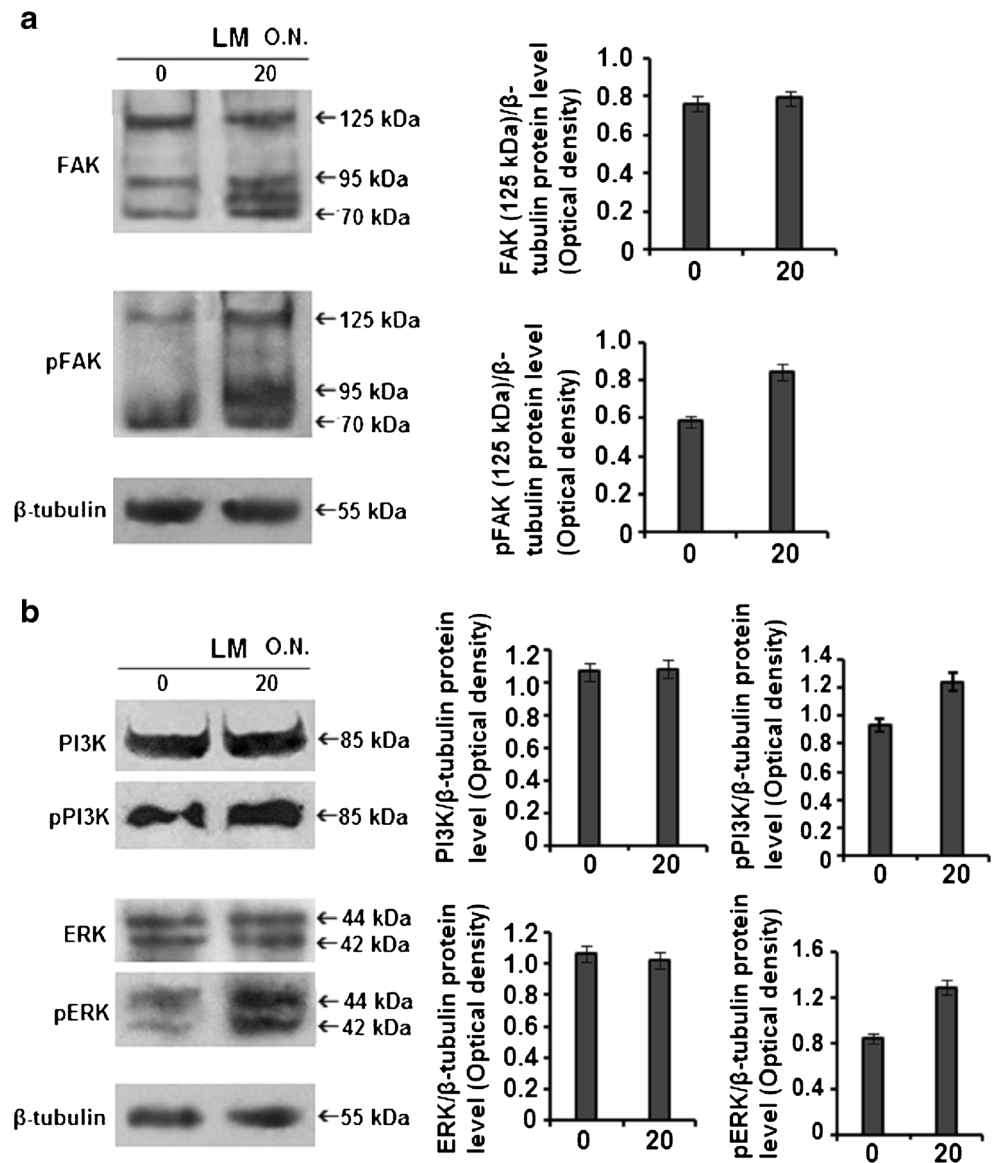 a
LM O.N.
0 20
FAK
←125 kDa
←95 kDa
←70 kDa
pFAK
←125 kDa
←95 kDa
←70 kDa
β-tubulin
←55 kDa
FAK (125 kDa)/β-
tubulin protein level
(Optical density)
1.0
0.8
0.6
0.4
0.2
0
0 20
pFAK (125 kDa)/β-
tubulin protein level
(Optical density)
1.0
0.8
0.6
0.4
0.2
0
0 20
b
LM O.N.
0 20
PI3K
←85 kDa
pPI3K
←85 kDa
ERK
←44 kDa
←42 kDa
pERK
←44 kDa
←42 kDa
β-tubulin
←55 kDa
PI3K/β-tubulin protein
level (Optical density)
1.2
1.0
0.8
0.6
0.4
0.2
0
0 20
pPI3K/β-tubulin protein
level (Optical density)
1.4
1.2
1.0
0.8
0.6
0.4
0.2
0
0 20
ERK/β-tubulin protein
level (Optical density)
1.2
1.0
0.8
0.6
0.4
0.2
0
0 20
pERK/β-tubulin protein
level (Optical density)
1.6
1.2
0.8
0.4
0
0 20